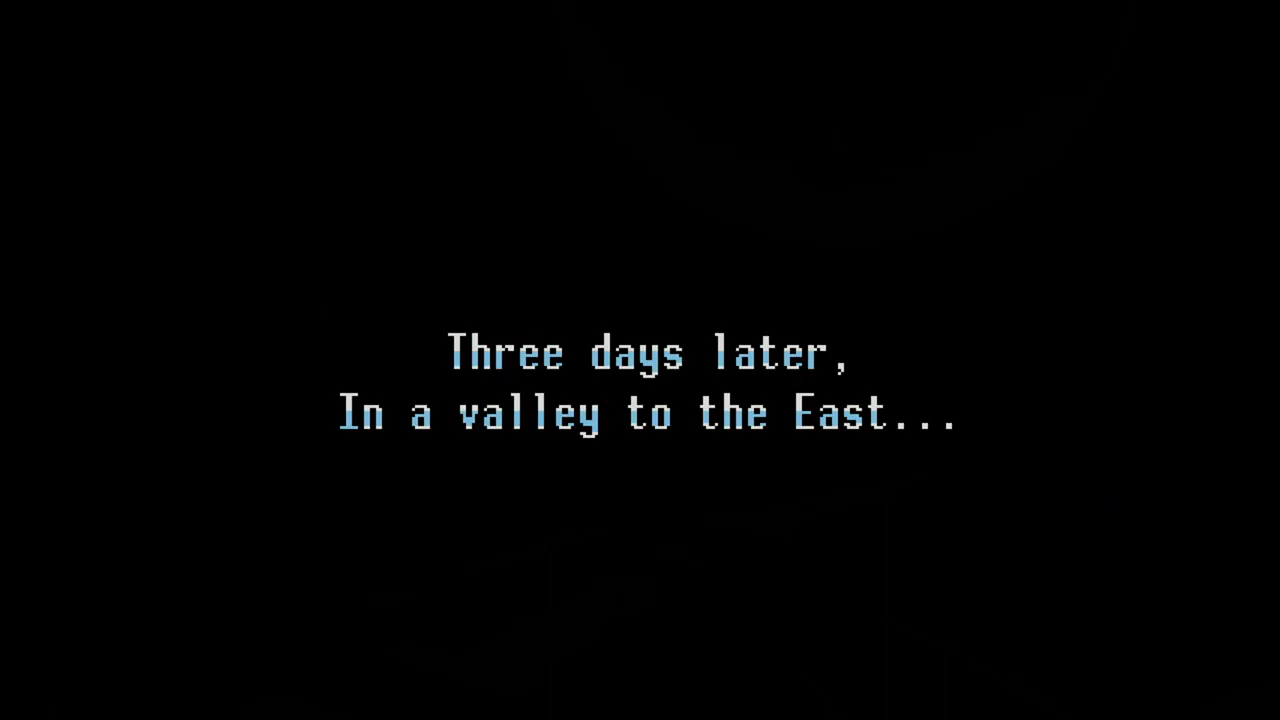 Three days later,
In a valley to the East...